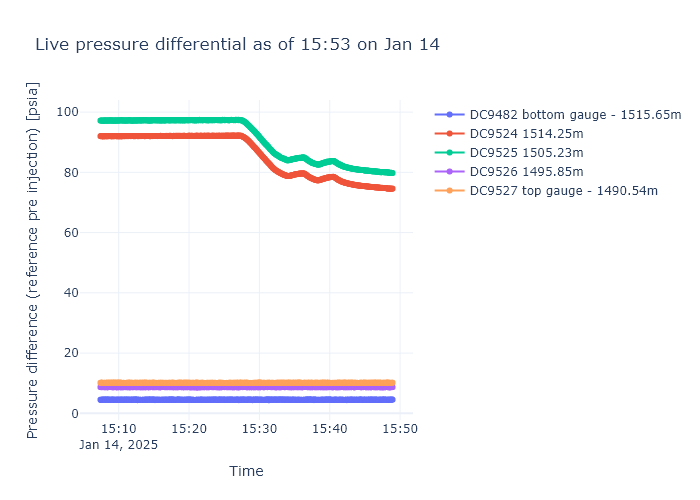 Live pressure differential as of 15:53 on Jan 14
Pressure difference (reference pre injection) [psia]
100
80
60
40
20
0
15:10
15:20
15:30
15:40
15:50
Jan 14, 2025
Time
DC9482 bottom gauge - 1515.65m
DC9524 1514.25m
DC9525 1505.23m
DC9526 1495.85m
DC9527 top gauge - 1490.54m